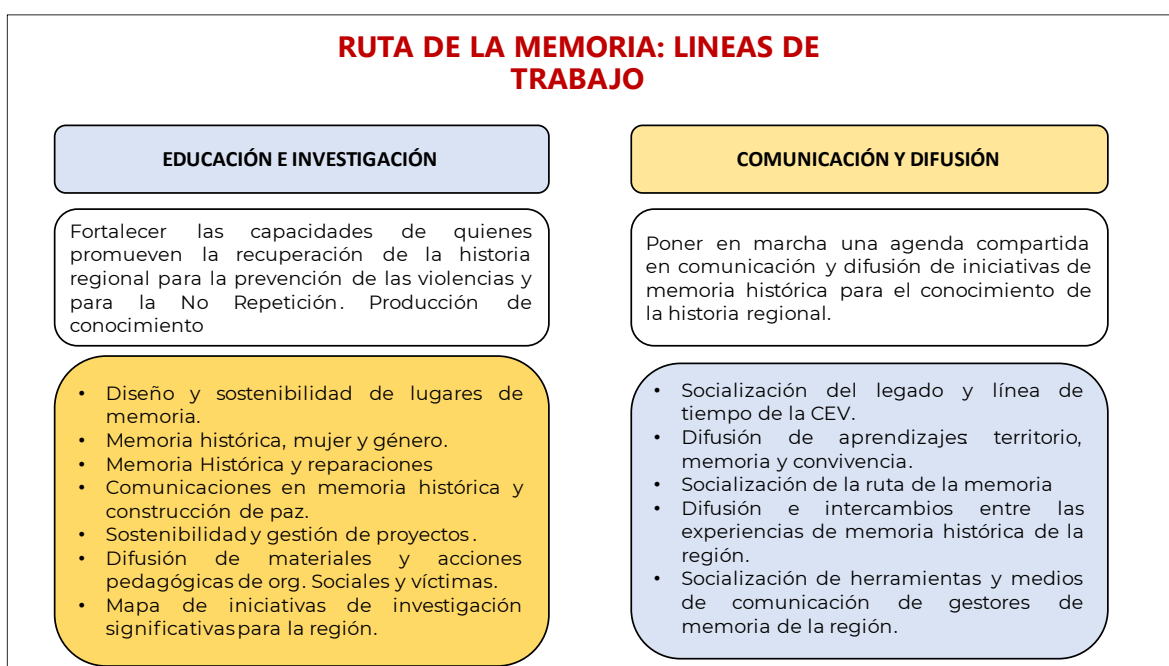 RUTA DE LA MEMORIA: LINEAS DE
TRABAJO
EDUCACIÓN E INVESTIGACIÓN
Fortalecer las capacidades de quienes
promueven la recuperación de la historia
regional para la prevención de las violencias y
para la No Repetición. Producción de
conocimiento
• Diseño y sostenibilidad de lugares de
memoria.
• Memoria histórica, mujer y género.
• Memoria Histórica y reparaciones
• Comunicaciones en memoria histórica y
construcción de paz.
• Sostenibilidad y gestión de proyectos.
• Difusión de materiales y acciones
pedagógicas de org. Sociales y víctimas.
• Mapa de iniciativas de investigación
significativas para la región.
COMUNICACIÓN Y DIFUSIÓN
Poner en marcha una agenda compartida
en comunicación y difusión de iniciativas de
memoria histórica para el conocimiento de
la historia regional.
• Socialización del legado y línea de
tiempo de la CEV.
• Difusión de aprendizajes: territorio,
memoria y convivencia.
• Socialización de la ruta de la memoria
• Difusión e intercambios entre las
experiencias de memoria histórica de la
región.
• Socialización de herramientas y medios
de comunicación de gestores de
memoria de la región.